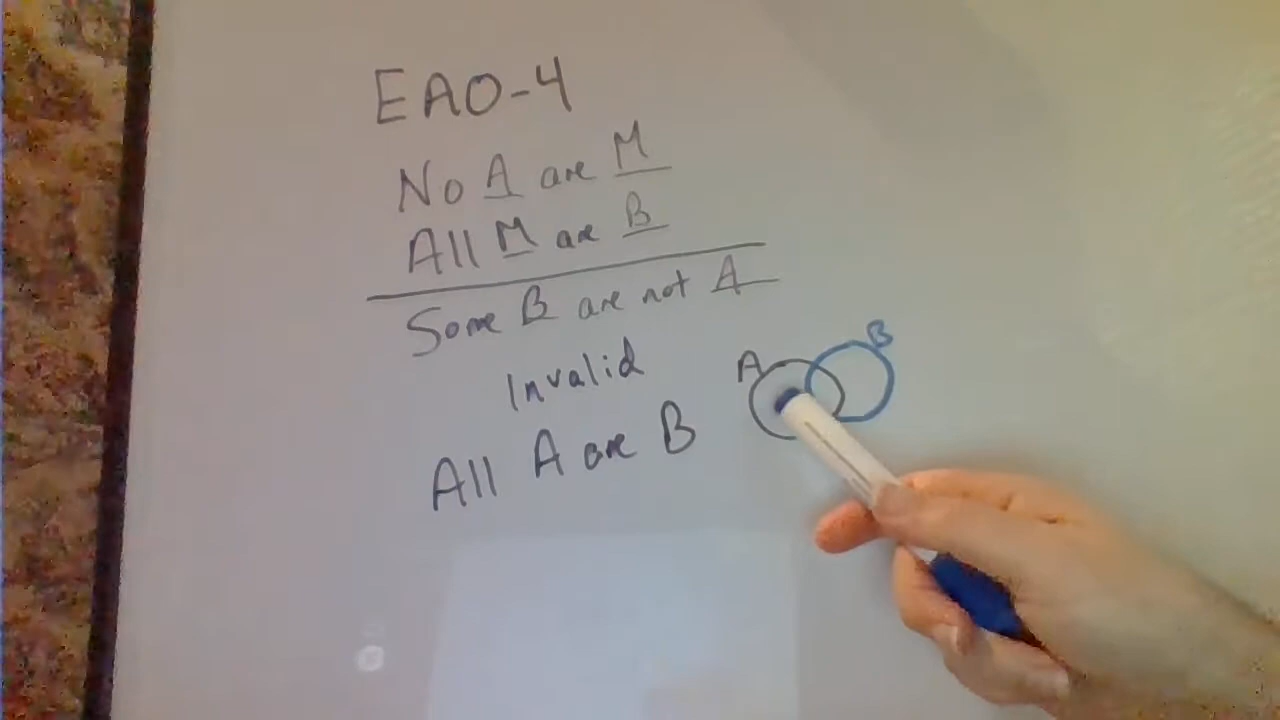 EAO-4
No A are M
All M are B
Some B are not A
Invalid
All A are B
A
B